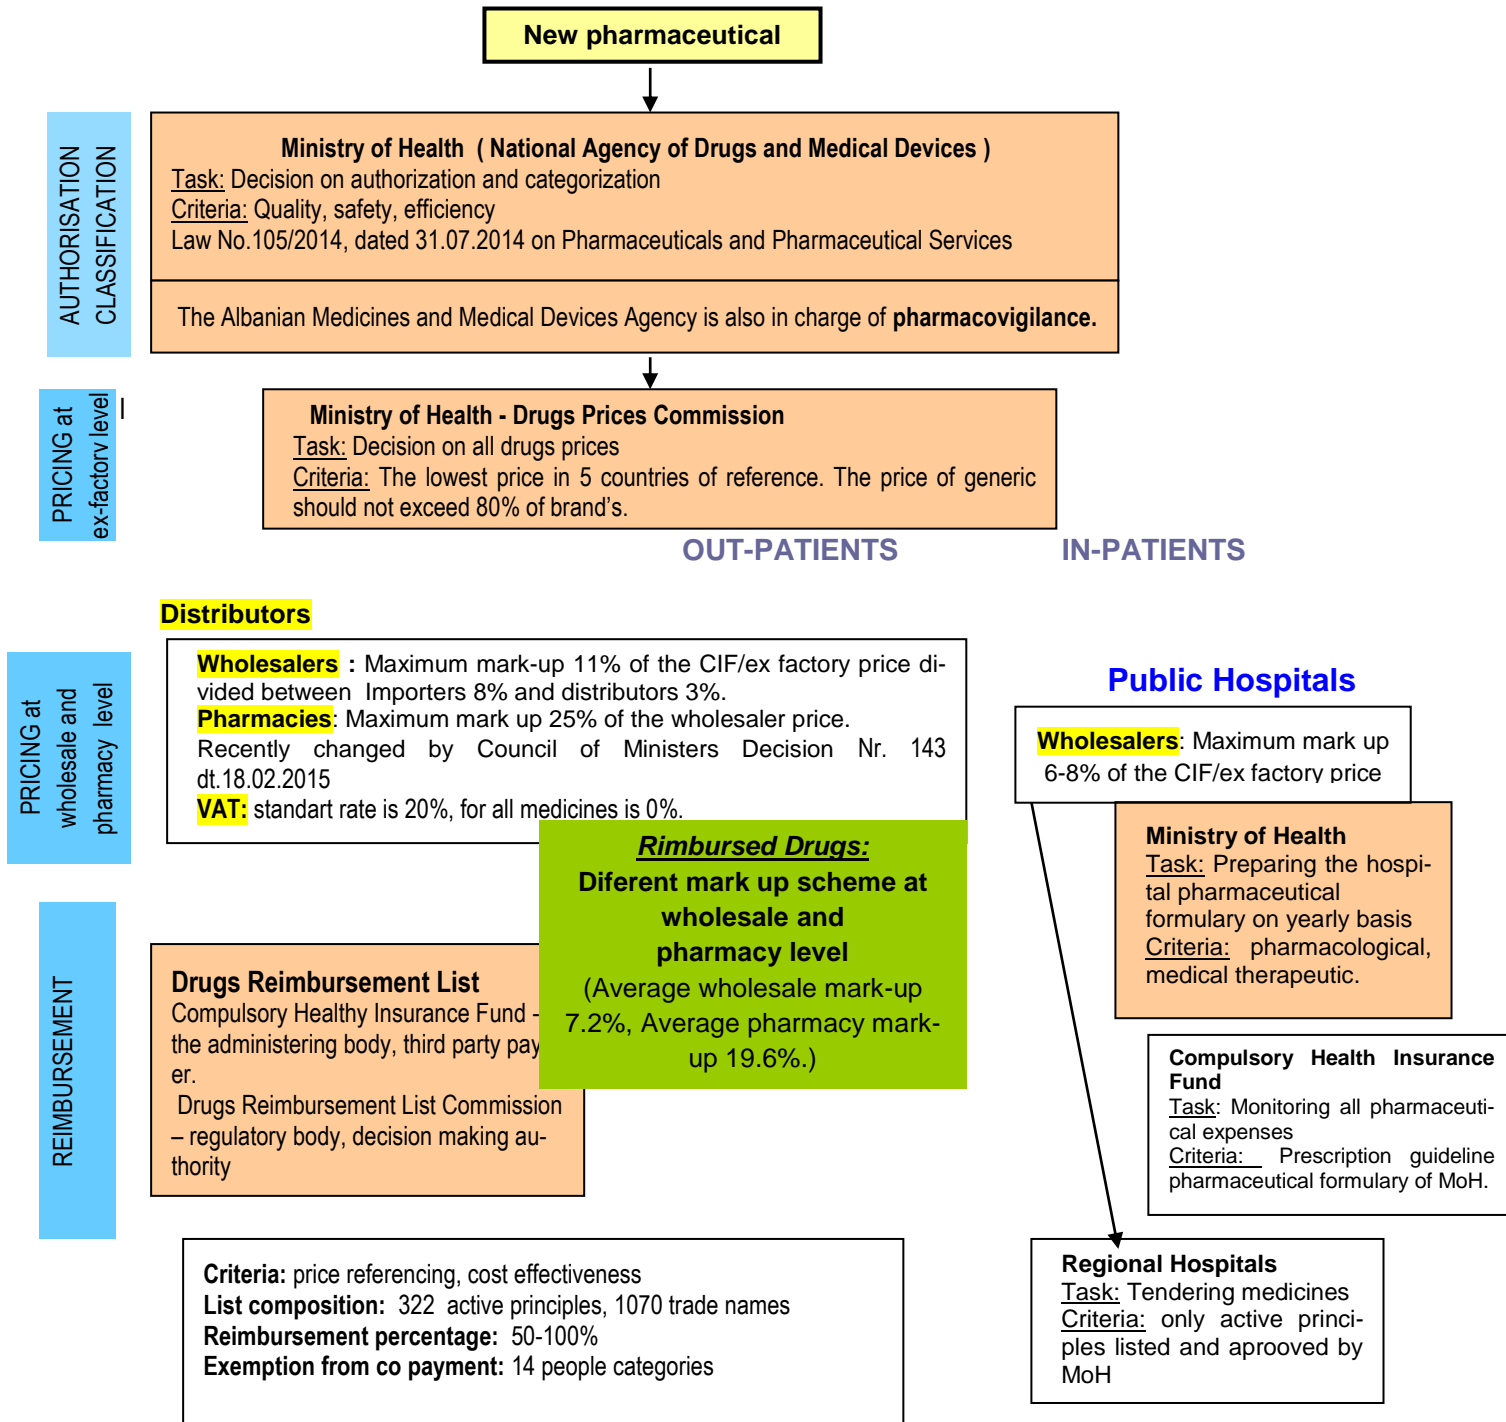 New pharmaceutical
AUTHORISATION
CLASSIFICATION
Ministry of Health ( National Agency of Drugs and Medical Devices )
Task: Decision on authorization and categorization
Criteria: Quality, safety, efficiency
Law No.105/2014, dated 31.07.2014 on Pharmaceuticals and Pharmaceutical Services
The Albanian Medicines and Medical Devices Agency is also in charge of pharmacovigilance.
PRICING at
ex-factory level
Ministry of Health - Drugs Prices Commission
Task: Decision on all drugs prices
Criteria: The lowest price in 5 countries of reference. The price of generic
should not exceed 80% of brand’s.
OUT-PATIENTS
IN-PATIENTS
Distributors
PRICING at
wholesale and
pharmacy level
Wholesalers : Maximum mark-up 11% of the CIF/ex factory price di-
vided between Importers 8% and distributors 3%.
Pharmacies: Maximum mark up 25% of the wholesaler price.
Recently changed by Council of Ministers Decision Nr. 143
dt.18.02.2015
VAT: standart rate is 20%, for all medicines is 0%.
Public Hospitals
Wholesalers: Maximum mark up
6-8% of the CIF/ex factory price
Rimbursed Drugs:
Diferent mark up scheme at
wholesale and
pharmacy level
(Average wholesale mark-up
7.2%, Average pharmacy mark-
up 19.6%.)
Ministry of Health
Task: Preparing the hospi-
tal pharmaceutical
formulary on yearly basis
Criteria: pharmacological,
medical therapeutic.
REIMBURSEMENT
Drugs Reimbursement List
Compulsory Healthy Insurance Fund -
the administering body, third party pay
er.
Drugs Reimbursement List Commission
– regulatory body, decision making au-
thority
Compulsory Health Insurance
Fund
Task: Monitoring all pharmaceuti-
cal expenses
Criteria: Prescription guideline
pharmaceutical formulary of MoH.
Criteria: price referencing, cost effectiveness
List composition: 322 active principles, 1070 trade names
Reimbursement percentage: 50-100%
Exemption from co payment: 14 people categories
Regional Hospitals
Task: Tendering medicines
Criteria: only active princi-
ples listed and aprooved by
MoH